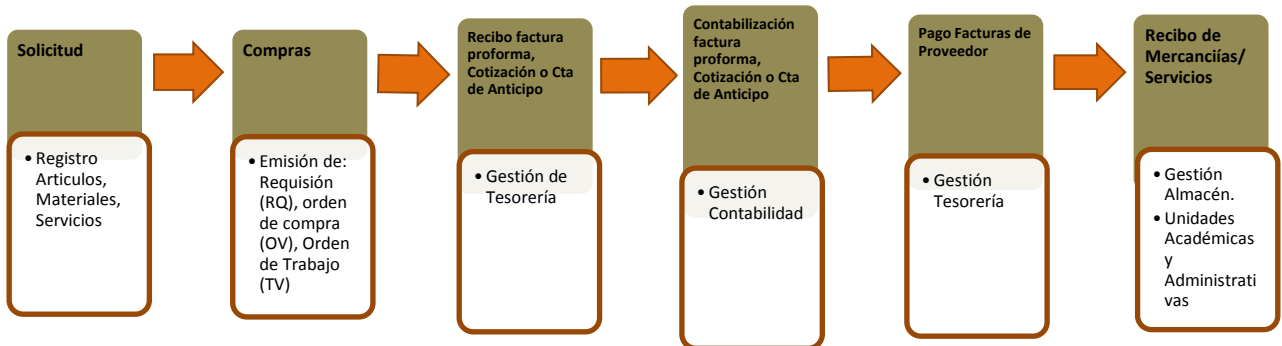 Solicitud
• Registro
Articulos,
Materiales,
Servicios
Compras
• Emisión de:
Requisión
(RQ), orden
de compra
(OV), Orden
de Trabajo
(TV)
Recibo factura
proforma,
Cotización o Cta
de Anticipo
• Gestión de
Tesorería
Contabilización
factura
proforma,
Cotización o Cta
de Anticipo
• Gestión
Contabilidad
Pago Facturas de
Proveedor
• Gestión
Tesorería
Recibo de
Mercanciías/
Servicios
• Gestión
Almacén.
• Unidades
Académicas
y
Administrati
vas